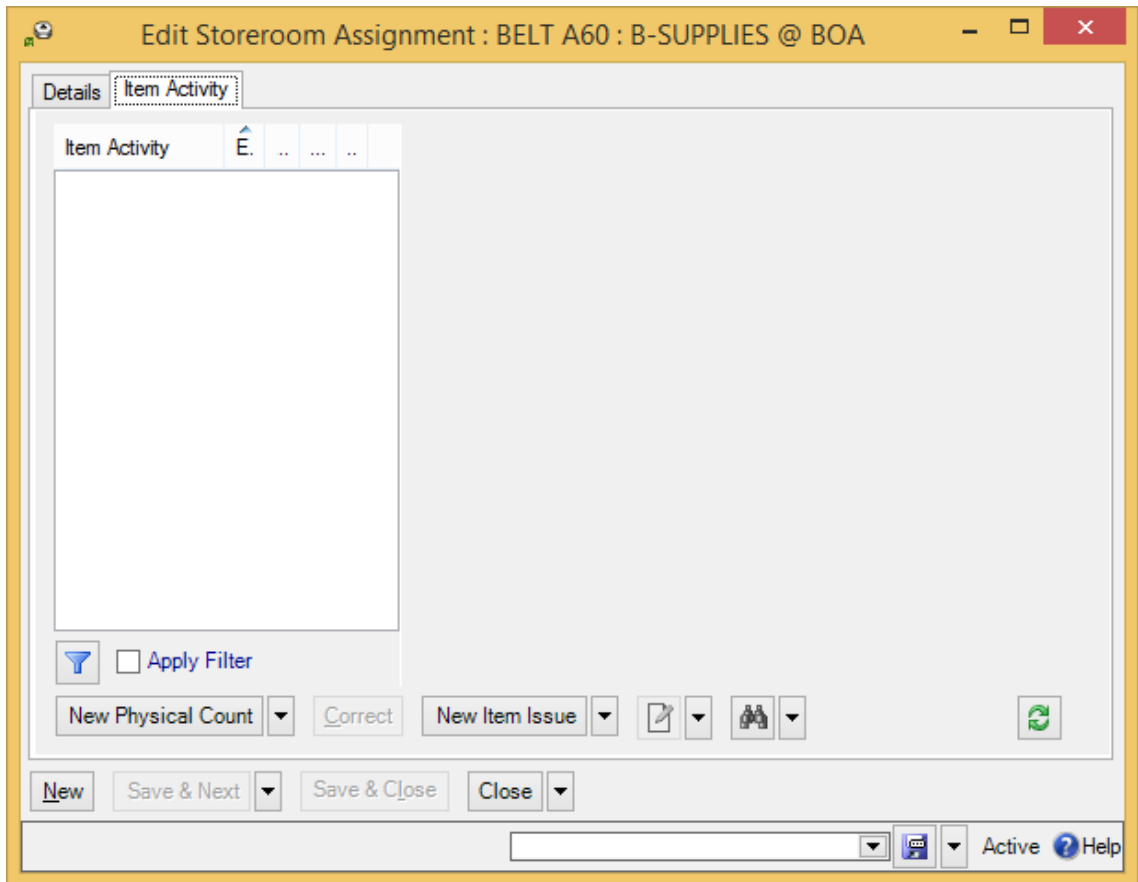 Edit Storeroom Assignment : BELT A60 : B-SUPPLIES @ BOA
Details Item Activity
Item Activity E. .. ... ..
Apply Filter
New Physical Count Correct New Item Issue
New Save & Next Save & Close Close
Active Help